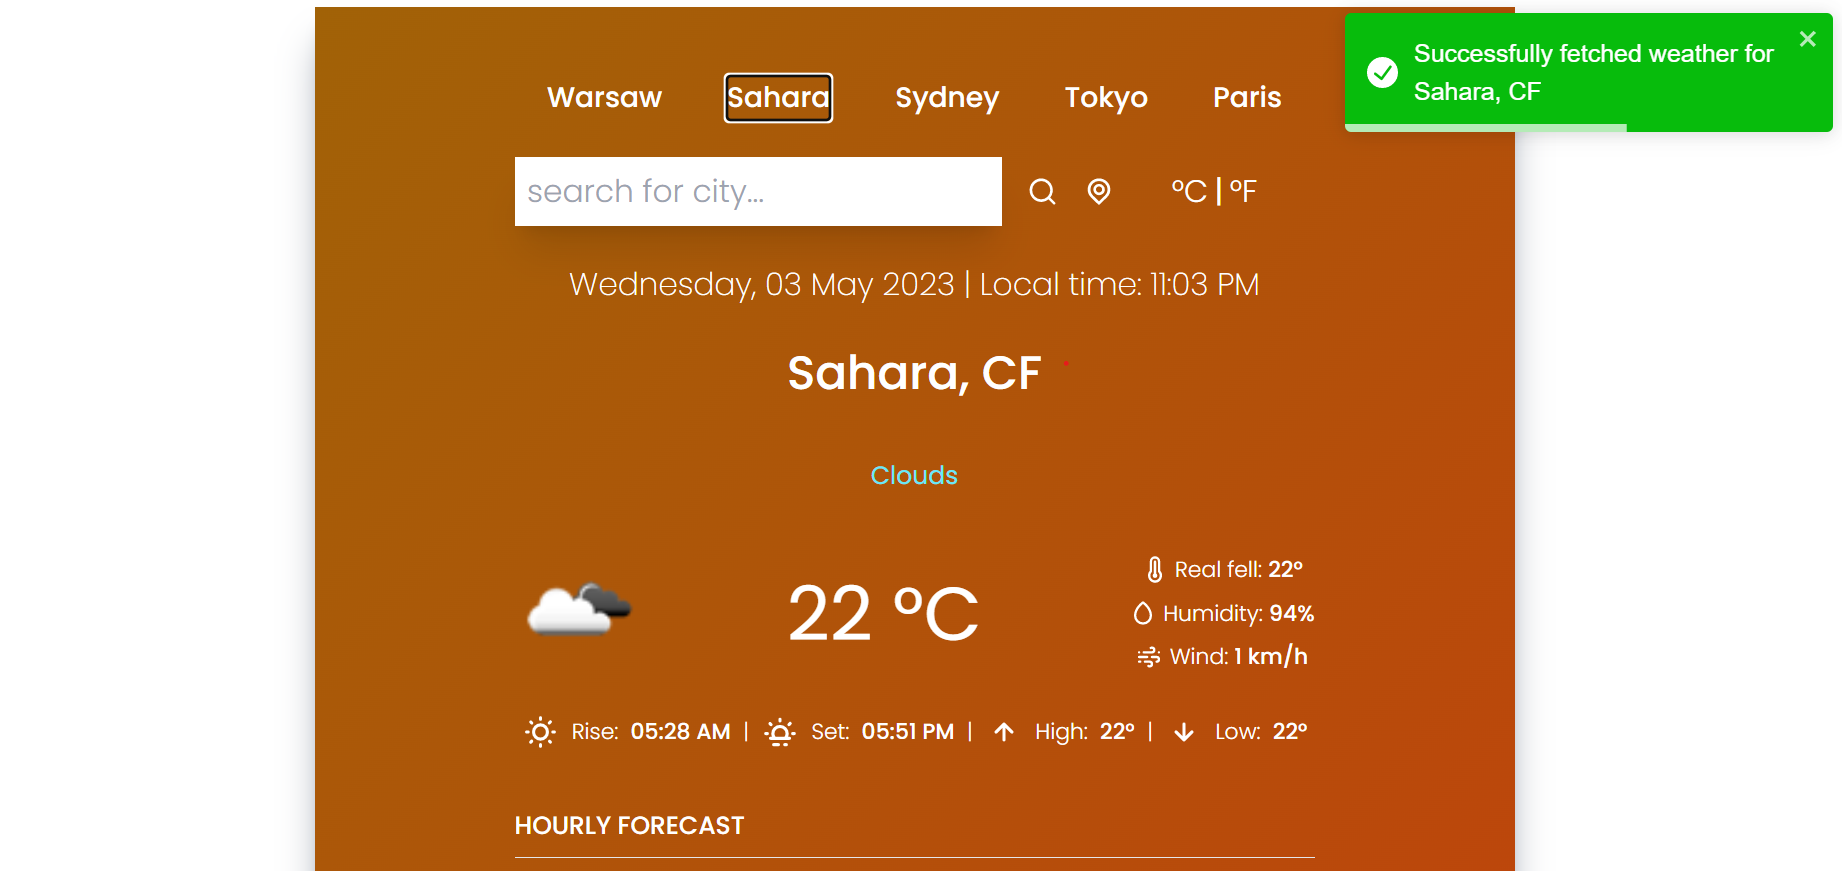 Successfully fetched weather for
Sahara, CF
Warsaw Sahara Sydney Tokyo Paris
search for city... °C | °F
Wednesday, 03 May 2023 | Local time: 11:03 PM
Sahara, CF
Clouds
22 °C
Real fell: 22°
Humidity: 94%
Wind: 1 km/h
Rise: 05:28 AM | Set: 05:51 PM | High: 22° | Low: 22°
HOURLY FORECAST